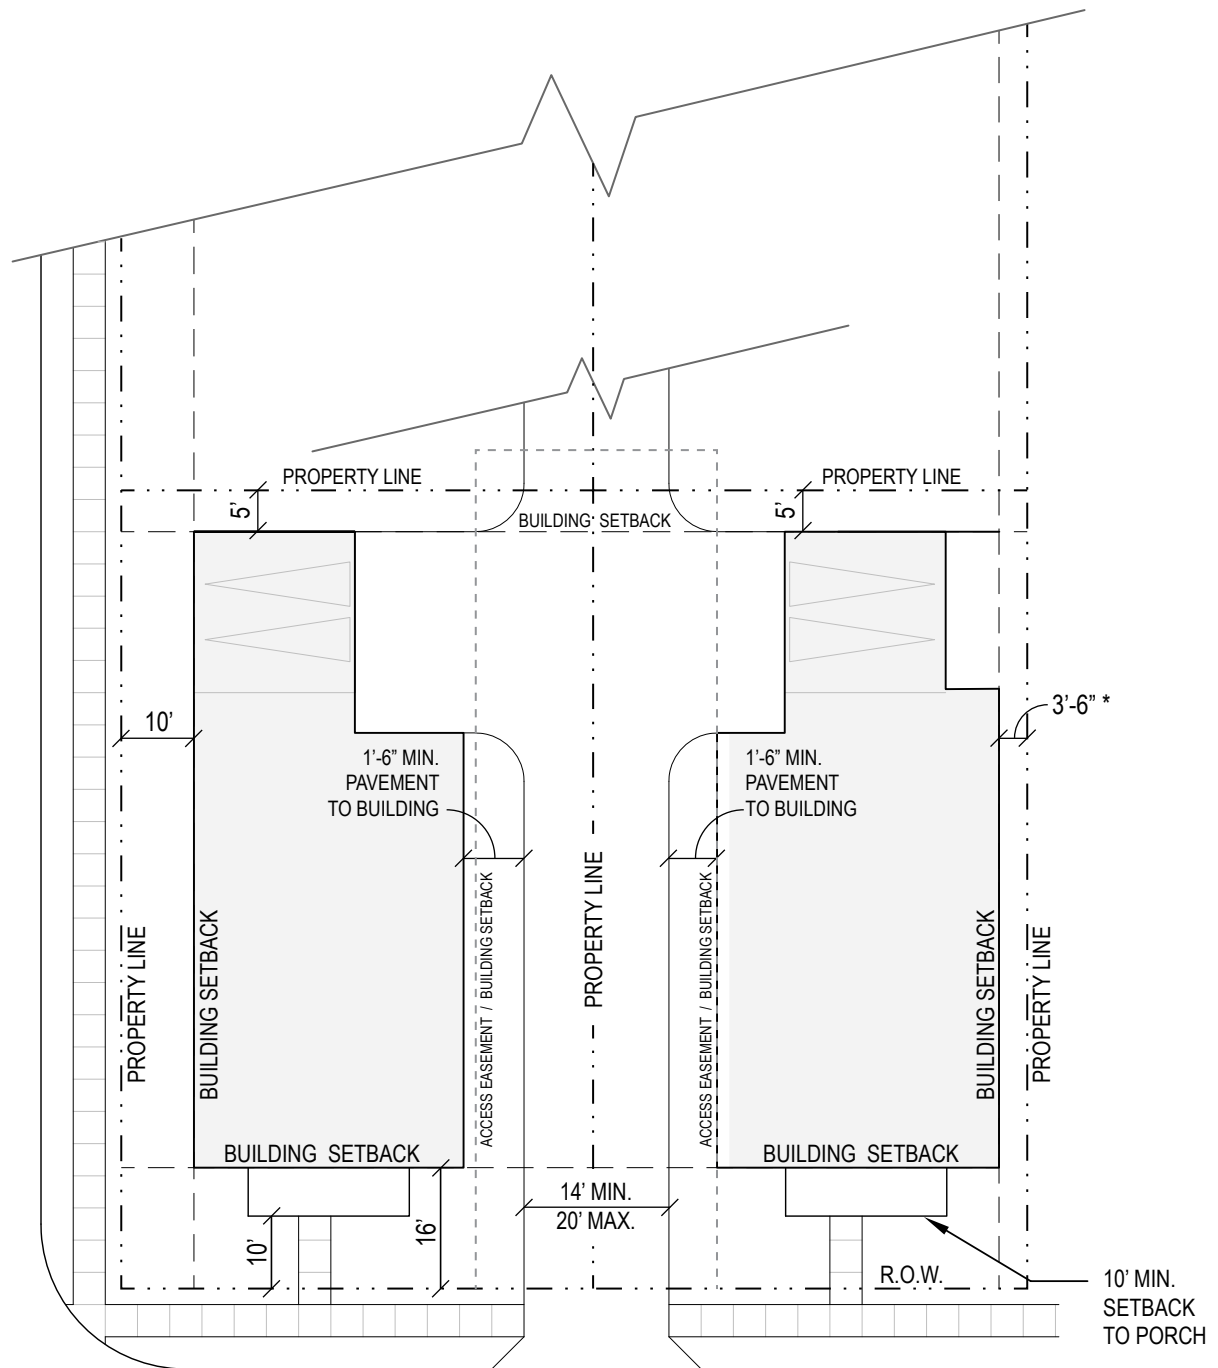 PROPERTY LINE
PROPERTY LINE
5'
5'
BUILDING SETBACK
10'
3'-6" *
1'-6" MIN.
PAVEMENT
TO BUILDING
1'-6" MIN.
PAVEMENT
TO BUILDING
PROPERTY LINE
BUILDING SETBACK
ACCESS EASEMENT / BUILDING SETBACK
PROPERTY LINE
ACCESS EASEMENT / BUILDING SETBACK
BUILDING SETBACK
PROPERTY LINE
BUILDING SETBACK
BUILDING SETBACK
14' MIN.
20' MAX.
10'
16'
R.O.W.
10' MIN.
SETBACK
TO PORCH